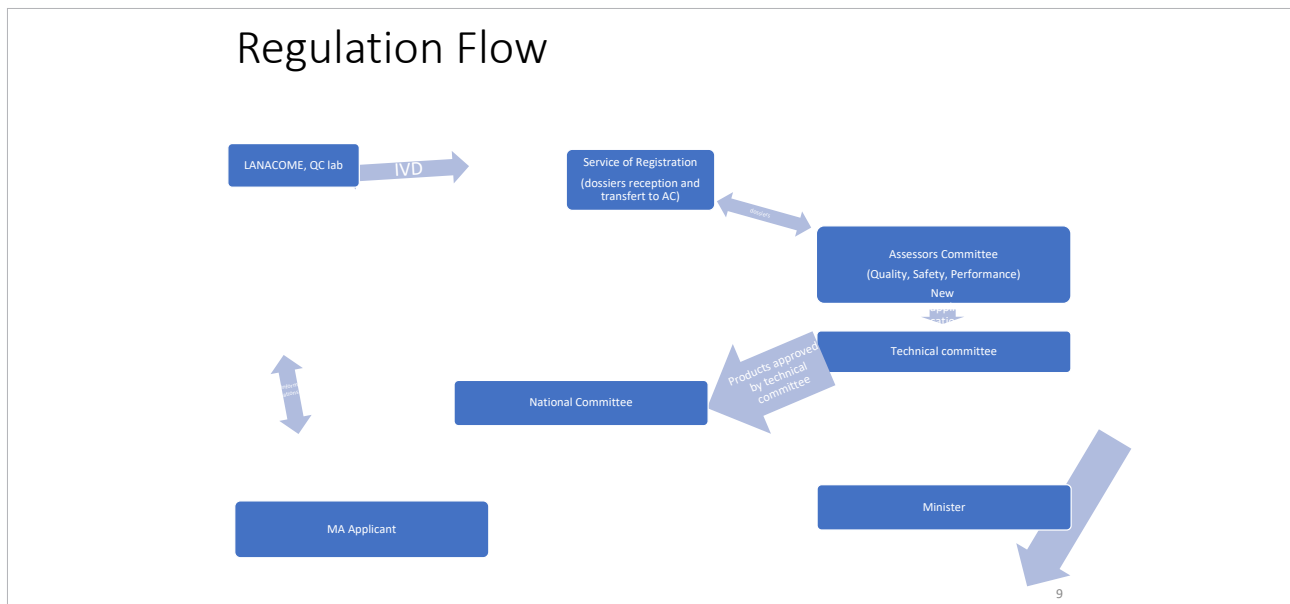 Regulation Flow
LANACOME, QC lab
IVD
Service of Registration
(dossiers reception and
transfert to AC)
Assessors Committee
(Quality, Safety, Performance)
New
Technical committee
Products approved
by technical
committee
National Committee
MA Applicant
Minister
9